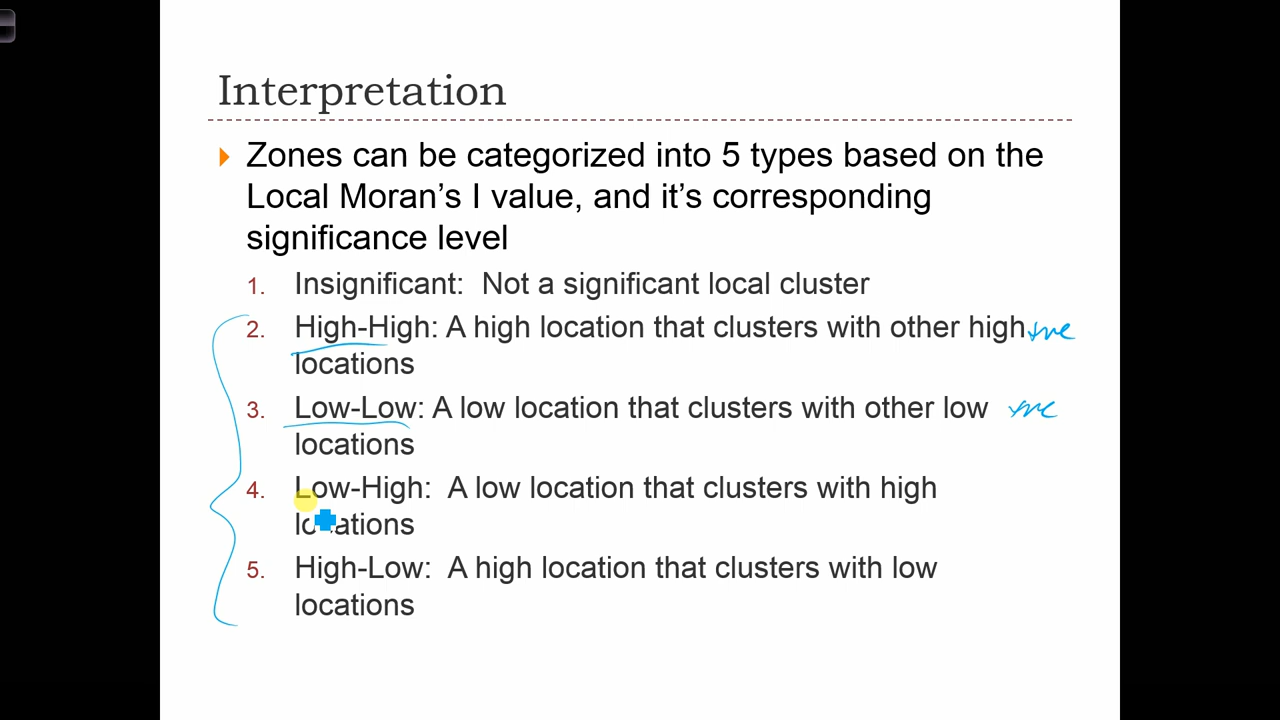 Interpretation
Zones can be categorized into 5 types based on the
Local Moran's I value, and it's corresponding
significance level
1. Insignificant: Not a significant local cluster
2. High-High: A high location that clusters with other high +ve
locations
3. Low-Low: A low location that clusters with other low +ve
locations
4. Low-High: A low location that clusters with high
locations
5. High-Low: A high location that clusters with low
locations